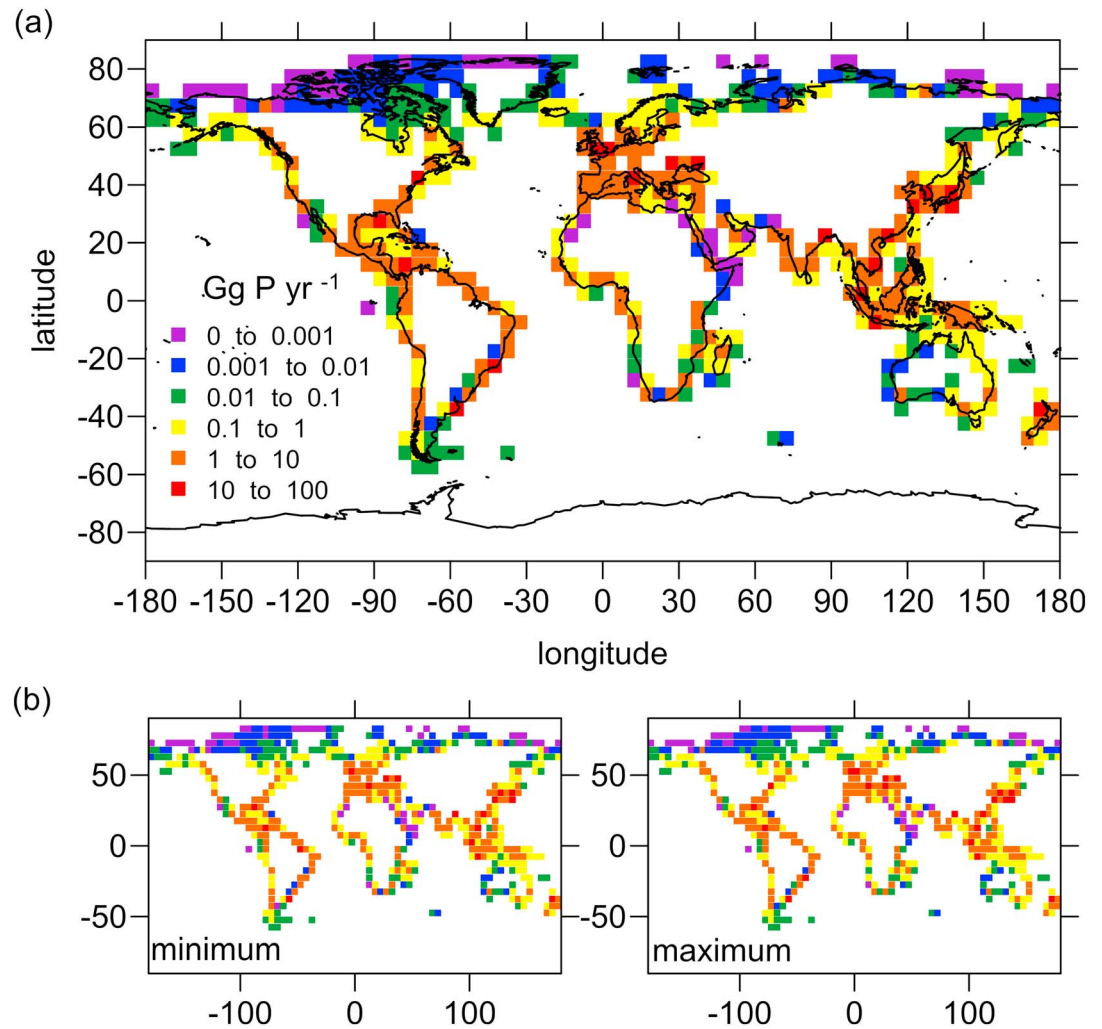 (a)
80
60
40
20
0
-20
-40
-60
-80
latitude
Gg P yr -1
0 to 0.001
0.001 to 0.01
0.01 to 0.1
0.1 to 1
1 to 10
10 to 100
-180 -150 -120 -90 -60 -30 0 30 60 90 120 150 180
longitude
(b)
50
0
-50
minimum
-100 0 100
50
0
-50
maximum
-100 0 100